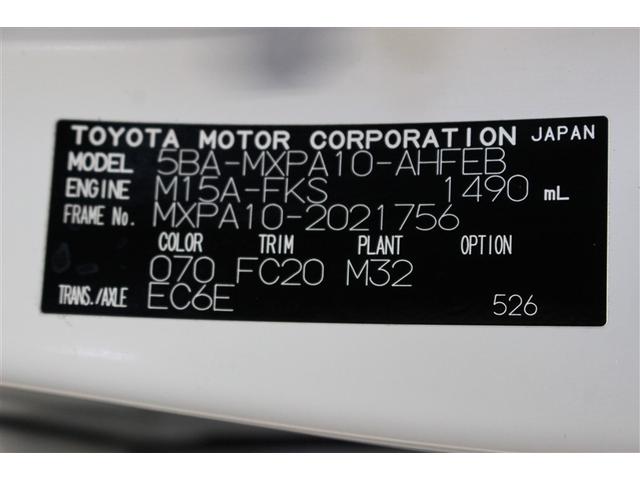 TOYOTA MOTOR CORPORATION JAPAN
MODEL 5BA-MXPA10-AHFEB
ENGINE M15A-FKS 1490 mL
FRAME No. MXPA10-2021756
COLOR TRIM PLANT OPTION
070 FC20 M32
TRANS./AXLE EC6E 526